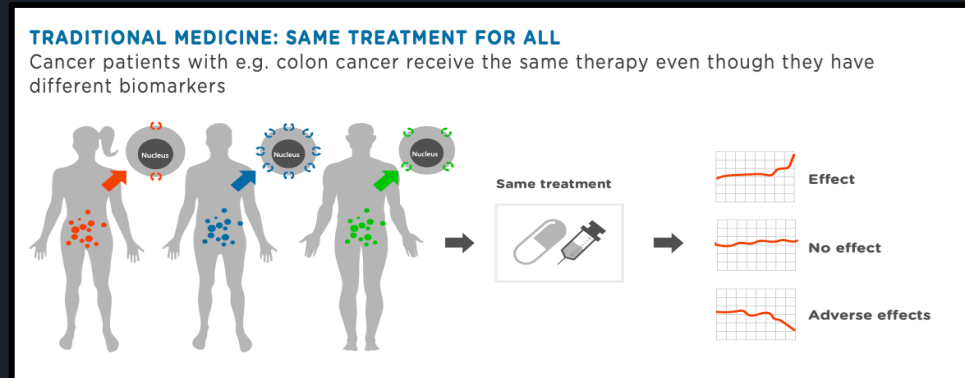 TRADITIONAL MEDICINE: SAME TREATMENT FOR ALL
Cancer patients with e.g. colon cancer receive the same therapy even though they have
different biomarkers
Nucleus
Nucleus
Nucleus
Same treatment
Effect
No effect
Adverse effects